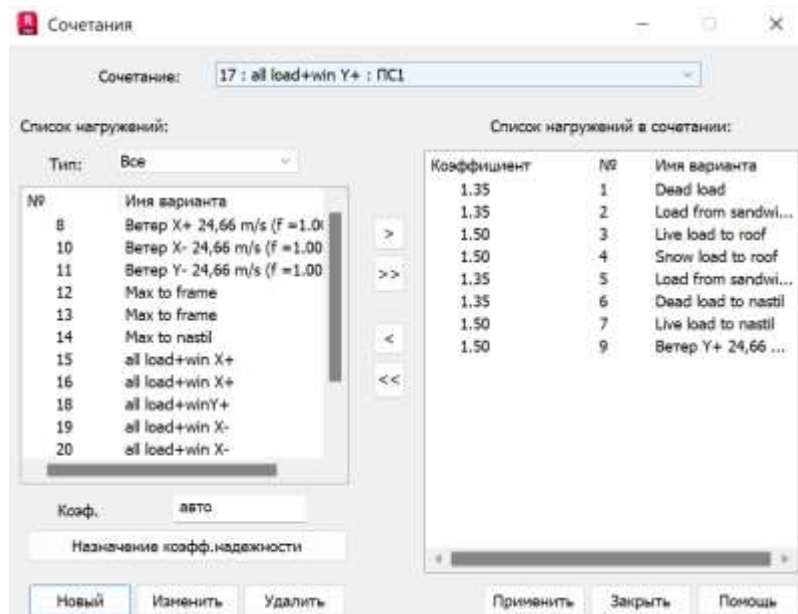 Сочетания
Сочетание: 17 : all load+win Y+ : ПС1
Список нагружений:
Тип: Все
№ Имя варианта
8 Ветер X+ 24,66 m/s (f =1.00
10 Ветер X- 24,66 m/s (f =1.00
11 Ветер Y- 24,66 m/s (f =1.00
12 Max to frame
13 Max to frame
14 Max to nastil
15 all load+win X+
16 all load+win X+
18 all load+winY+
19 all load+win X-
20 all load+win X-
Коэф. авто
Назначение коэфф.надежности
Новый Изменить Удалить
>
>>
<
<<
Список нагружений в сочетании:
Коэффициент № Имя варианта
1.35 1 Dead load
1.35 2 Load from sandwi...
1.50 3 Live load to roof
1.50 4 Snow load to roof
1.35 5 Load from sandwi...
1.35 6 Dead load to nastil
1.50 7 Live load to nastil
1.50 9 Ветер Y+ 24,66 ...
Применить Закрыть Помощь